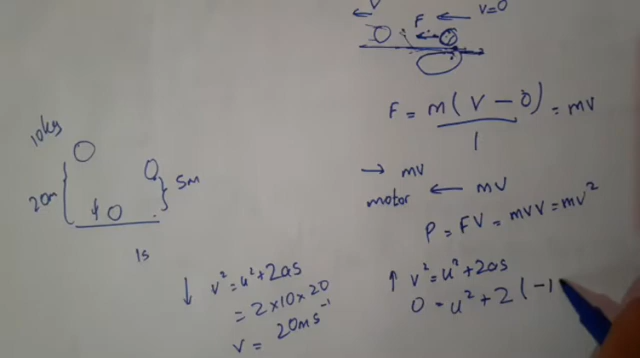 V
F
V=0
F = m(V-0)/1 = mV
10kg
20m
5m
→ mV
motor ← mV
P = FV = mVV = mV²
1s
↓ V² = u² + 2as
= 2×10×20
V = 20ms⁻¹
↑ V² = u² + 2as
0 = u² + 2(-1